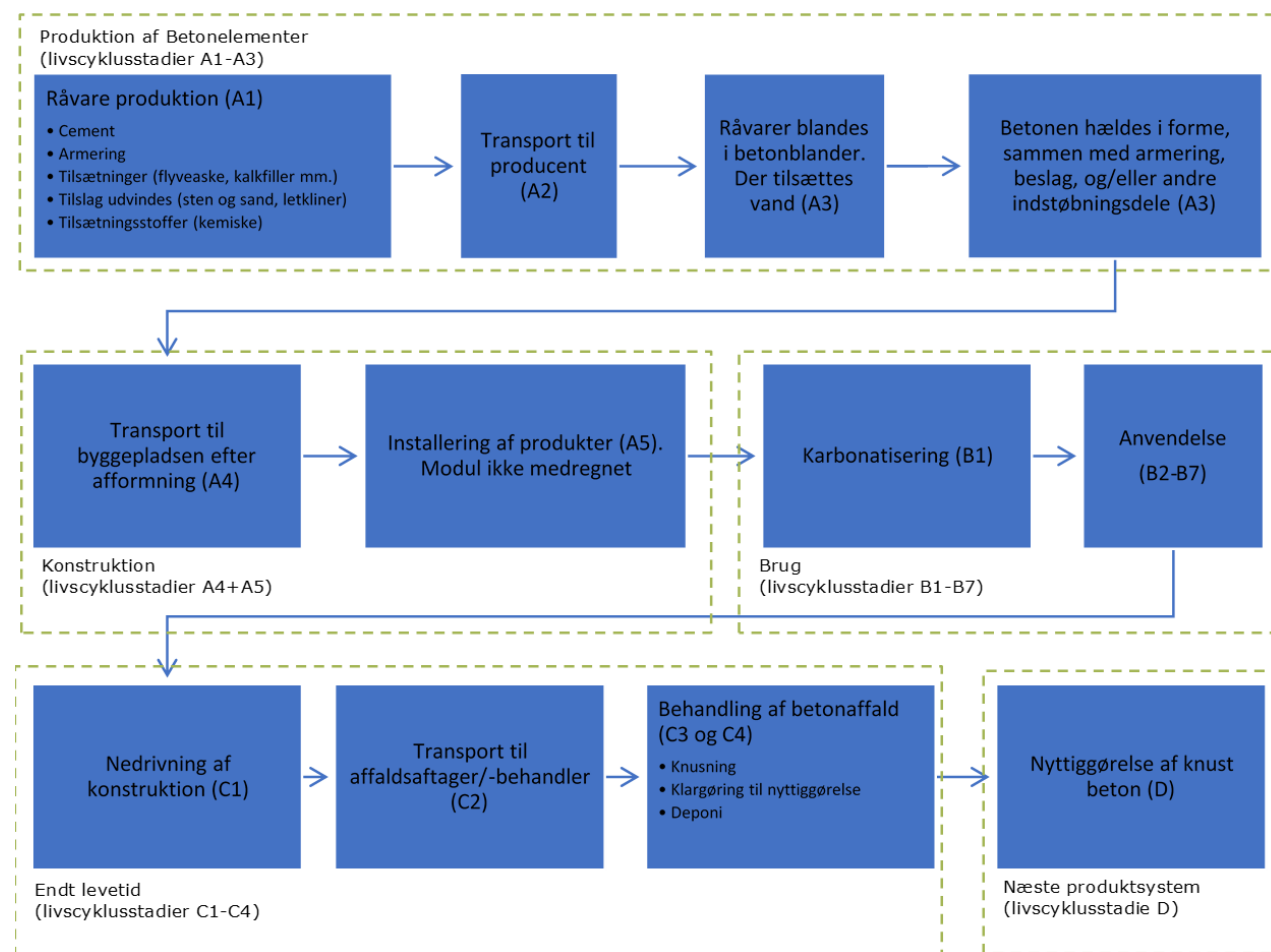 Produktion af Betonelementer
(livscyklusstadier A1-A3)
Råvare produktion (A1)
• Cement
• Armering
• Tilsætninger (flyveaske, kalkfiller mm.)
• Tilslag udvindes (sten og sand, letkliner)
• Tilsætningsstoffer (kemiske)
Transport til
producent
(A2)
Råvarer blandes
i betonblander.
Der tilsættes
vand (A3)
Betonen hældes i forme,
sammen med armering,
beslag, og/eller andre
indstøbningsdele (A3)
Transport til
byggepladsen efter
afformning (A4)
Installering af produkter (A5).
Modul ikke medregnet
Konstruktion
(livscyklusstadier A4+A5)
Karbonatisering (B1)
Anvendelse
(B2-B7)
Brug
(livscyklusstadier B1-B7)
Nedrivning af
konstruktion (C1)
Transport til
affaldsaftager/-behandler
(C2)
Behandling af betonaffald
(C3 og C4)
• Knusning
• Klargøring til nyttiggørelse
• Deponi
Endt levetid
(livscyklusstadier C1-C4)
Nyttiggørelse af knust
beton (D)
Næste produktsystem
(livscyklusstadie D)